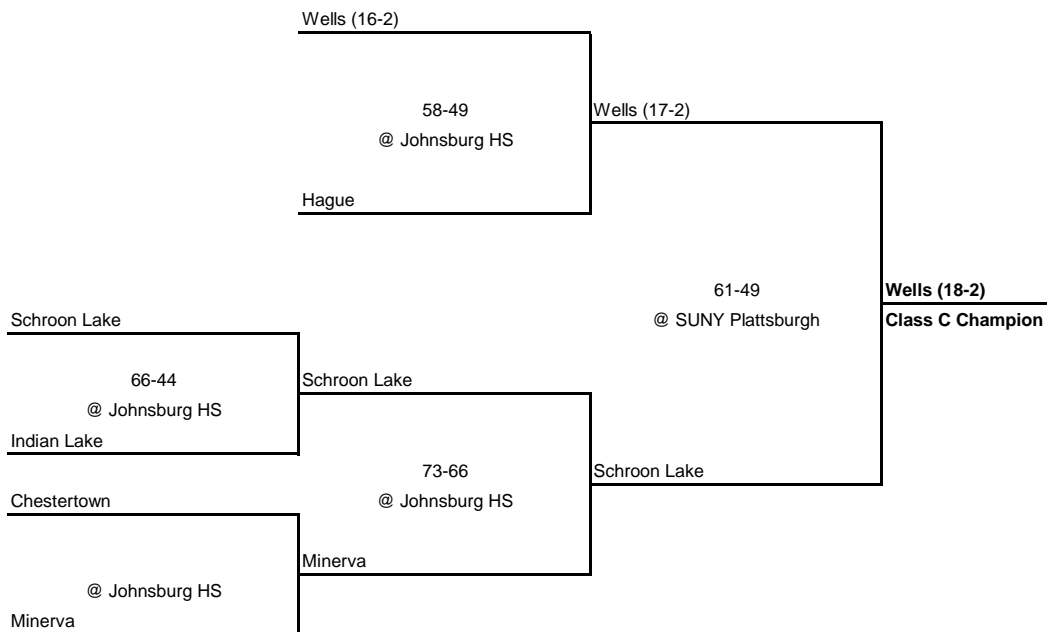 Wells (16-2)
58-49
@ Johnsburg HS
Wells (17-2)
Hague
61-49
@ SUNY Plattsburgh
Wells (18-2)
Class C Champion
Schroon Lake
66-44
@ Johnsburg HS
Schroon Lake
Indian Lake
73-66
@ Johnsburg HS
Schroon Lake
Chestertown
Minerva
@ Johnsburg HS
Minerva